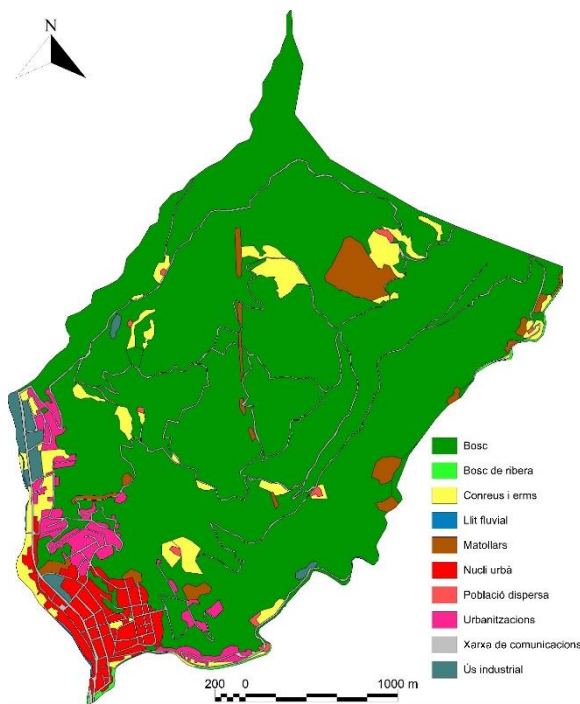 N
Bosc
Bosc de ribera
Conreus i erms
Llit fluvial
Matollars
Nucli urbà
Població dispersa
Urbanitzacions
Xarxa de comunicacions
Ús industrial
200 0 1000 m